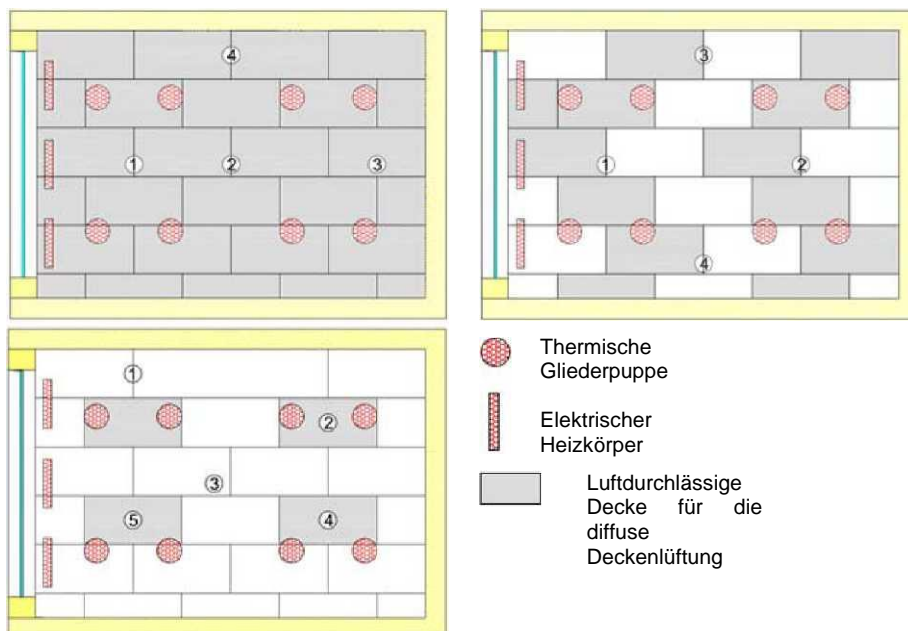 ④
① ② ③
③
① ②
④
①
②
③
⑤ ④
Thermische
Gliederpuppe
Elektrischer
Heizkörper
Luftdurchlässige
Decke für die
diffuse
Deckenlüftung